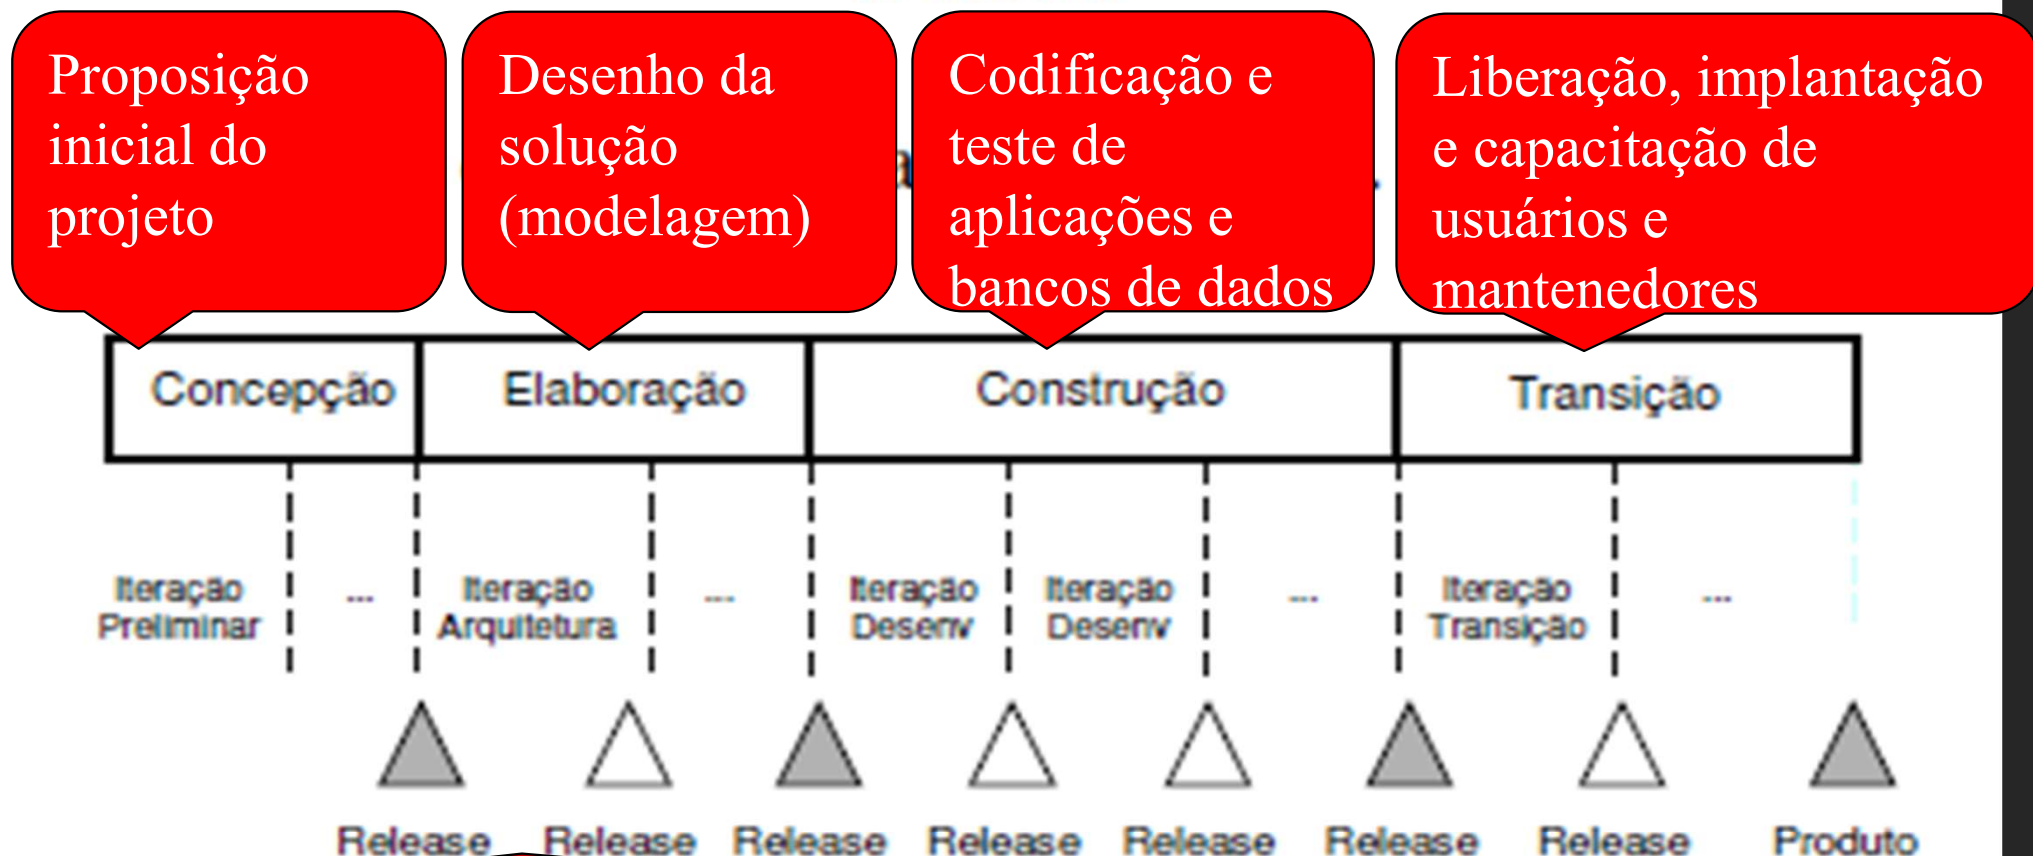 Proposição
inicial do
projeto
Desenho da
solução
(modelagem)
Codificação e
teste de
aplicações e
bancos de dados
Liberação, implantação
e capacitação de
usuários e
mantenedores
Concepção
Elaboração
Construção
Transição
Iteração
Preliminar
...
Iteração
Arquitetura
...
Iteração
Desenv
Iteração
Desenv
...
Iteração
Transição
...
Release
Release
Release
Release
Release
Release
Release
Produto